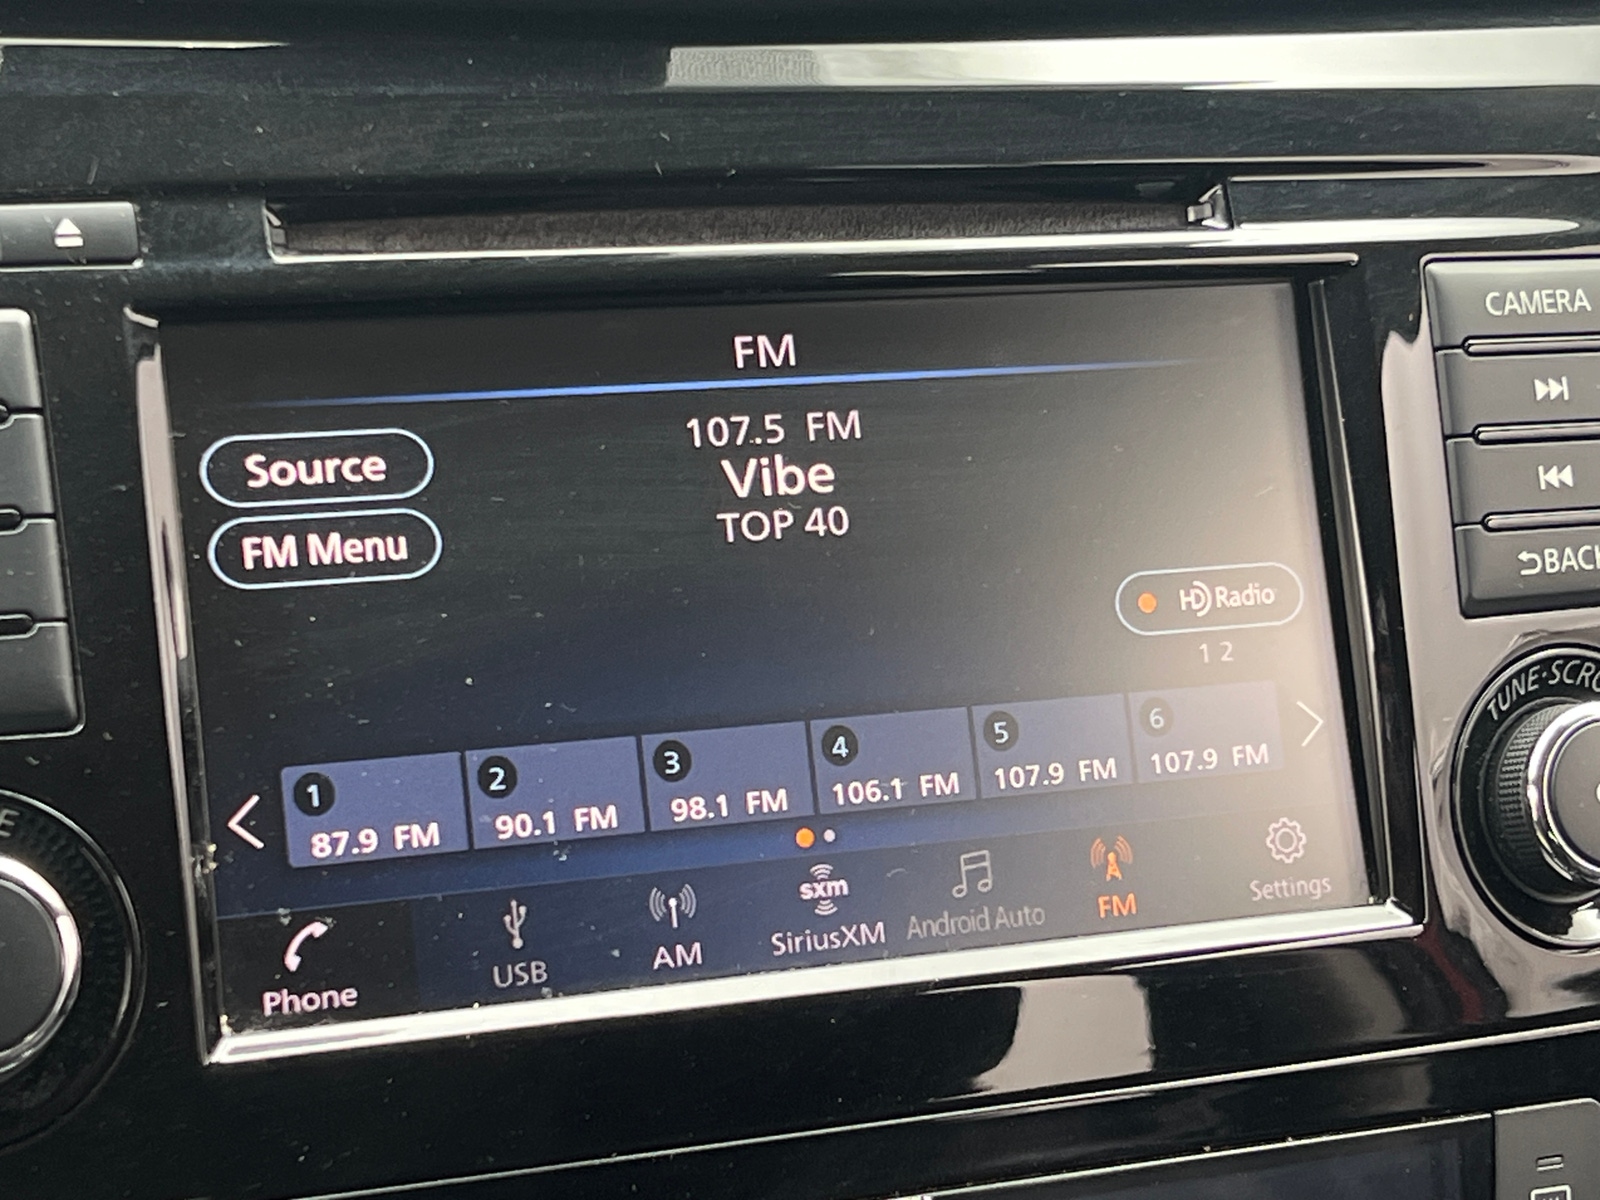 FM
107.5 FM
Vibe
TOP 40
Source
FM Menu
HD Radio
1 2
1
87.9 FM
2
90.1 FM
3
98.1 FM
4
106.1 FM
5
107.9 FM
6
107.9 FM
Phone
USB
AM
sxm
SiriusXM
Android Auto
FM
Settings
CAMERA
BACK
TUNE·SCRO
E